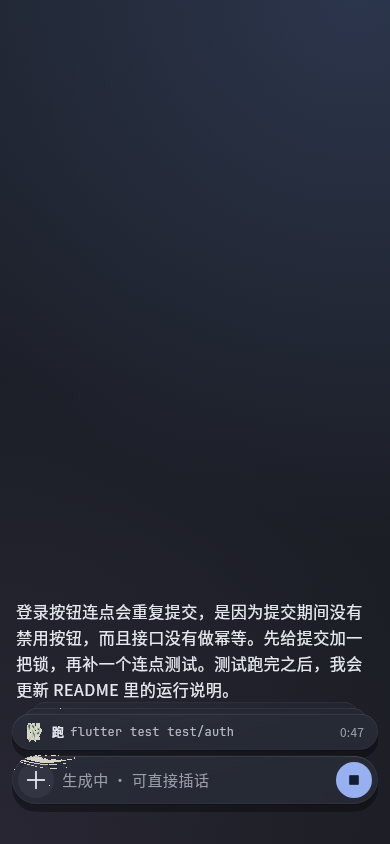 登录按钮连点会重复提交，是因为提交期间没有
禁用按钮，而且接口没有做幂等。先给提交加一
把锁，再补一个连点测试。测试跑完之后，我会
更新 README 里的运行说明。
跑 flutter test test/auth 0:47
生成中 · 可直接插话